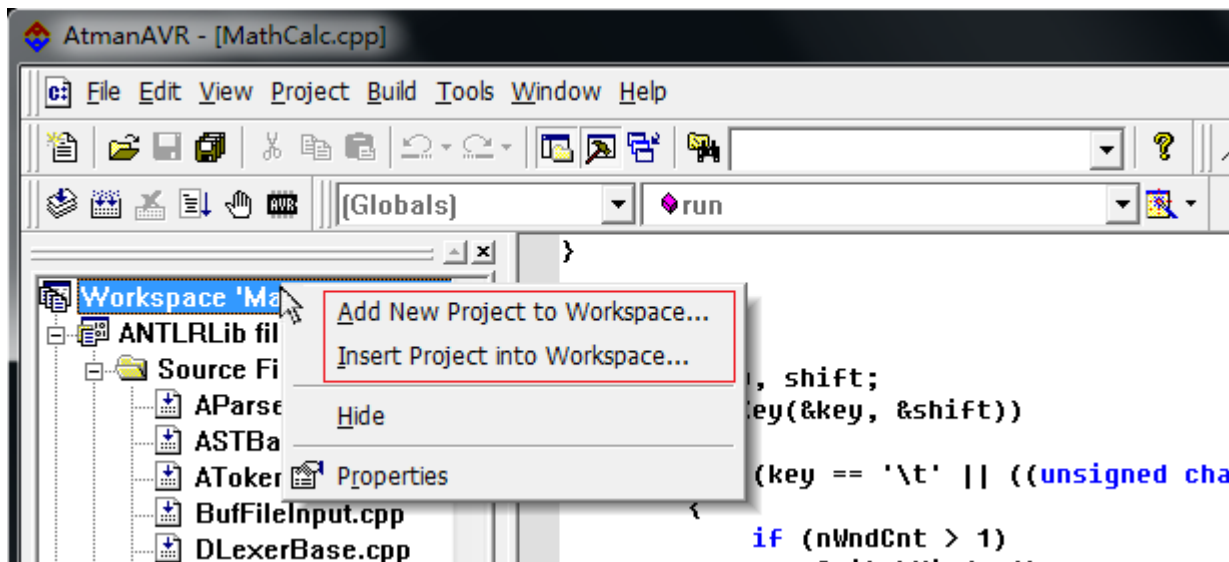 AtmanAVR - [MathCalc.cpp]
File Edit View Project Build Tools Window Help
AVR (Globals) run
}
Workspace 'Ma
Add New Project to Workspace...
ANTLRLib fil
Insert Project into Workspace...
Source Fi
, shift;
APars
Hide
ey(&key, &shift))
ASTBa
AToker
Properties
(key == '\t' || ((unsigned cha
BufFileInput.cpp
{
if (nWndCnt > 1)
DLexerBase.cpp